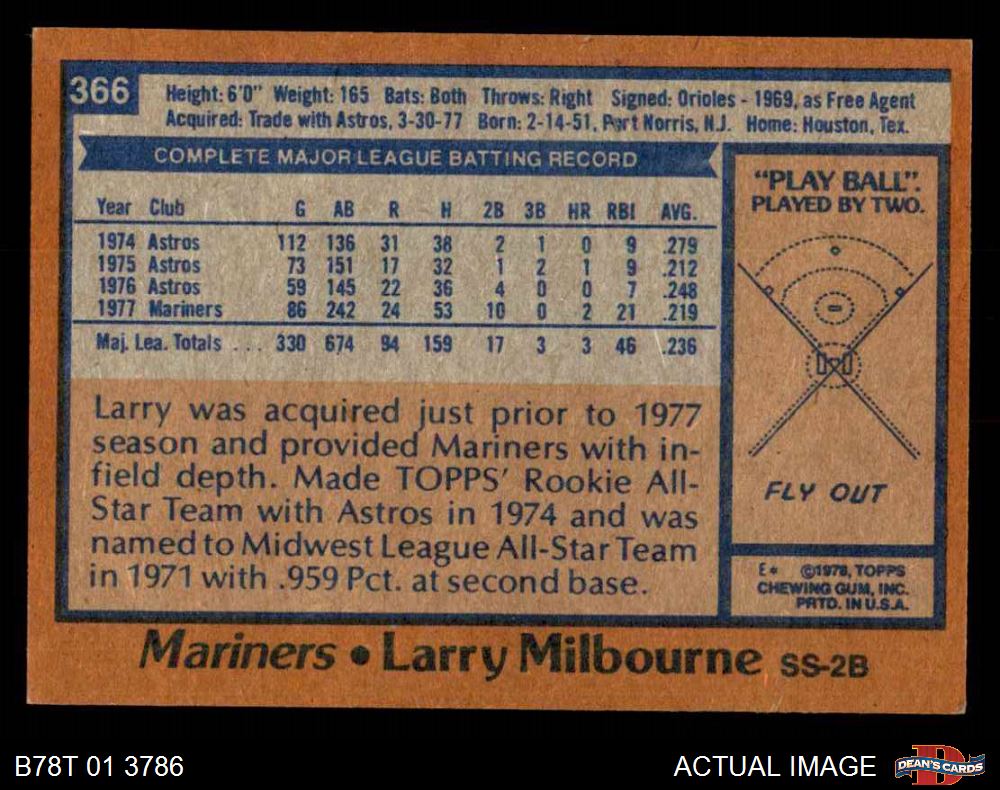 366
Height: 6'0" Weight: 165 Bats: Both Throws: Right Signed: Orioles - 1969, as Free Agent
Acquired: Trade with Astros, 3-30-77 Born: 2-14-51, Port Norris, N.J. Home: Houston, Tex.
COMPLETE MAJOR LEAGUE BATTING RECORD
Year Club G AB R H 2B 3B HR RBI AVG.
1974 Astros 112 136 31 38 2 1 0 9 .279
1975 Astros 73 151 17 32 1 2 1 9 .212
1976 Astros 59 145 22 36 4 0 0 7 .248
1977 Mariners 86 242 24 53 10 0 2 21 .219
Maj. Lea. Totals . . . 330 674 94 159 17 3 3 46 .236
Larry was acquired just prior to 1977
season and provided Mariners with in-
field depth. Made TOPPS' Rookie All-
Star Team with Astros in 1974 and was
named to Midwest League All-Star Team
in 1971 with .959 Pct. at second base.
"PLAY BALL".
PLAYED BY TWO.
FLY OUT
E* ©1978, TOPPS
CHEWING GUM, INC.
PRTD. IN U.S.A.
Mariners • Larry Milbourne SS-2B
B78T 01 3786
ACTUAL IMAGE
DEAN'S CARDS